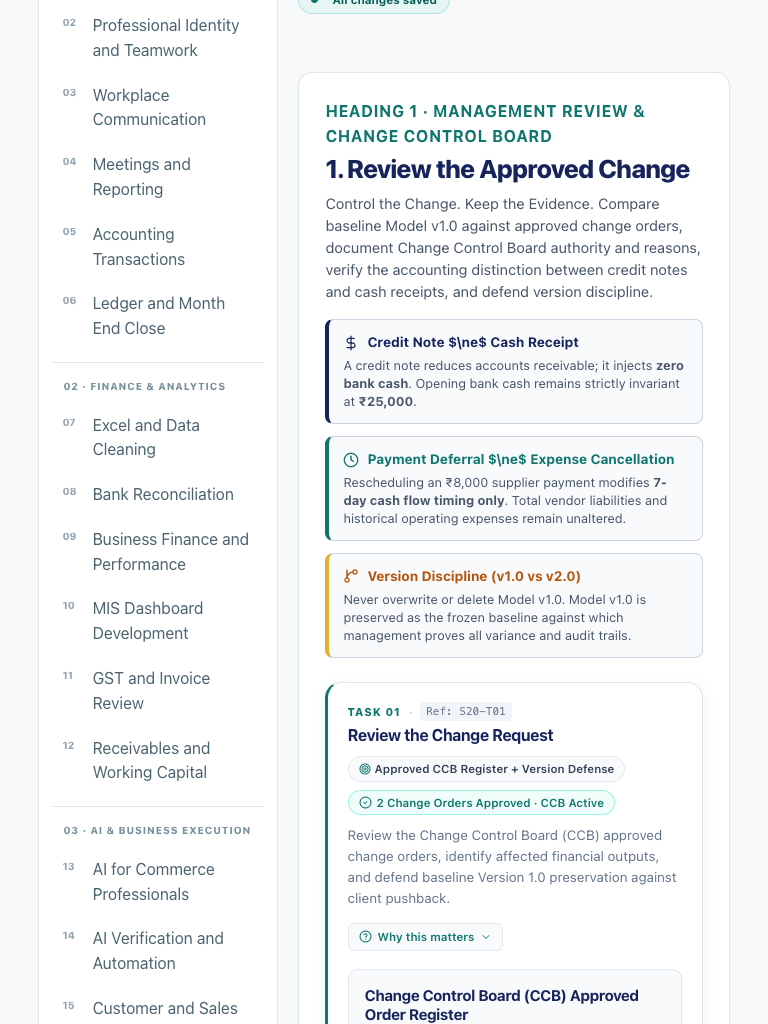 02 Professional Identity
and Teamwork
03 Workplace
Communication
04 Meetings and
Reporting
05 Accounting
Transactions
06 Ledger and Month
End Close
02 · FINANCE & ANALYTICS
07 Excel and Data
Cleaning
08 Bank Reconciliation
09 Business Finance and
Performance
10 MIS Dashboard
Development
11 GST and Invoice
Review
12 Receivables and
Working Capital
03 · AI & BUSINESS EXECUTION
13 AI for Commerce
Professionals
14 AI Verification and
Automation
15 Customer and Sales
All changes saved
HEADING 1 · MANAGEMENT REVIEW &
CHANGE CONTROL BOARD
1. Review the Approved Change
Control the Change. Keep the Evidence. Compare
baseline Model v1.0 against approved change orders,
document Change Control Board authority and reasons,
verify the accounting distinction between credit notes
and cash receipts, and defend version discipline.
Credit Note $\ne$ Cash Receipt
A credit note reduces accounts receivable; it injects zero
bank cash. Opening bank cash remains strictly invariant
at ₹25,000.
Payment Deferral $\ne$ Expense Cancellation
Rescheduling an ₹8,000 supplier payment modifies 7-
day cash flow timing only. Total vendor liabilities and
historical operating expenses remain unaltered.
Version Discipline (v1.0 vs v2.0)
Never overwrite or delete Model v1.0. Model v1.0 is
preserved as the frozen baseline against which
management proves all variance and audit trails.
TASK 01 · Ref: S20-T01
Review the Change Request
Approved CCB Register + Version Defense
2 Change Orders Approved · CCB Active
Review the Change Control Board (CCB) approved
change orders, identify affected financial outputs,
and defend baseline Version 1.0 preservation against
client pushback.
Why this matters
Change Control Board (CCB) Approved
Order Register